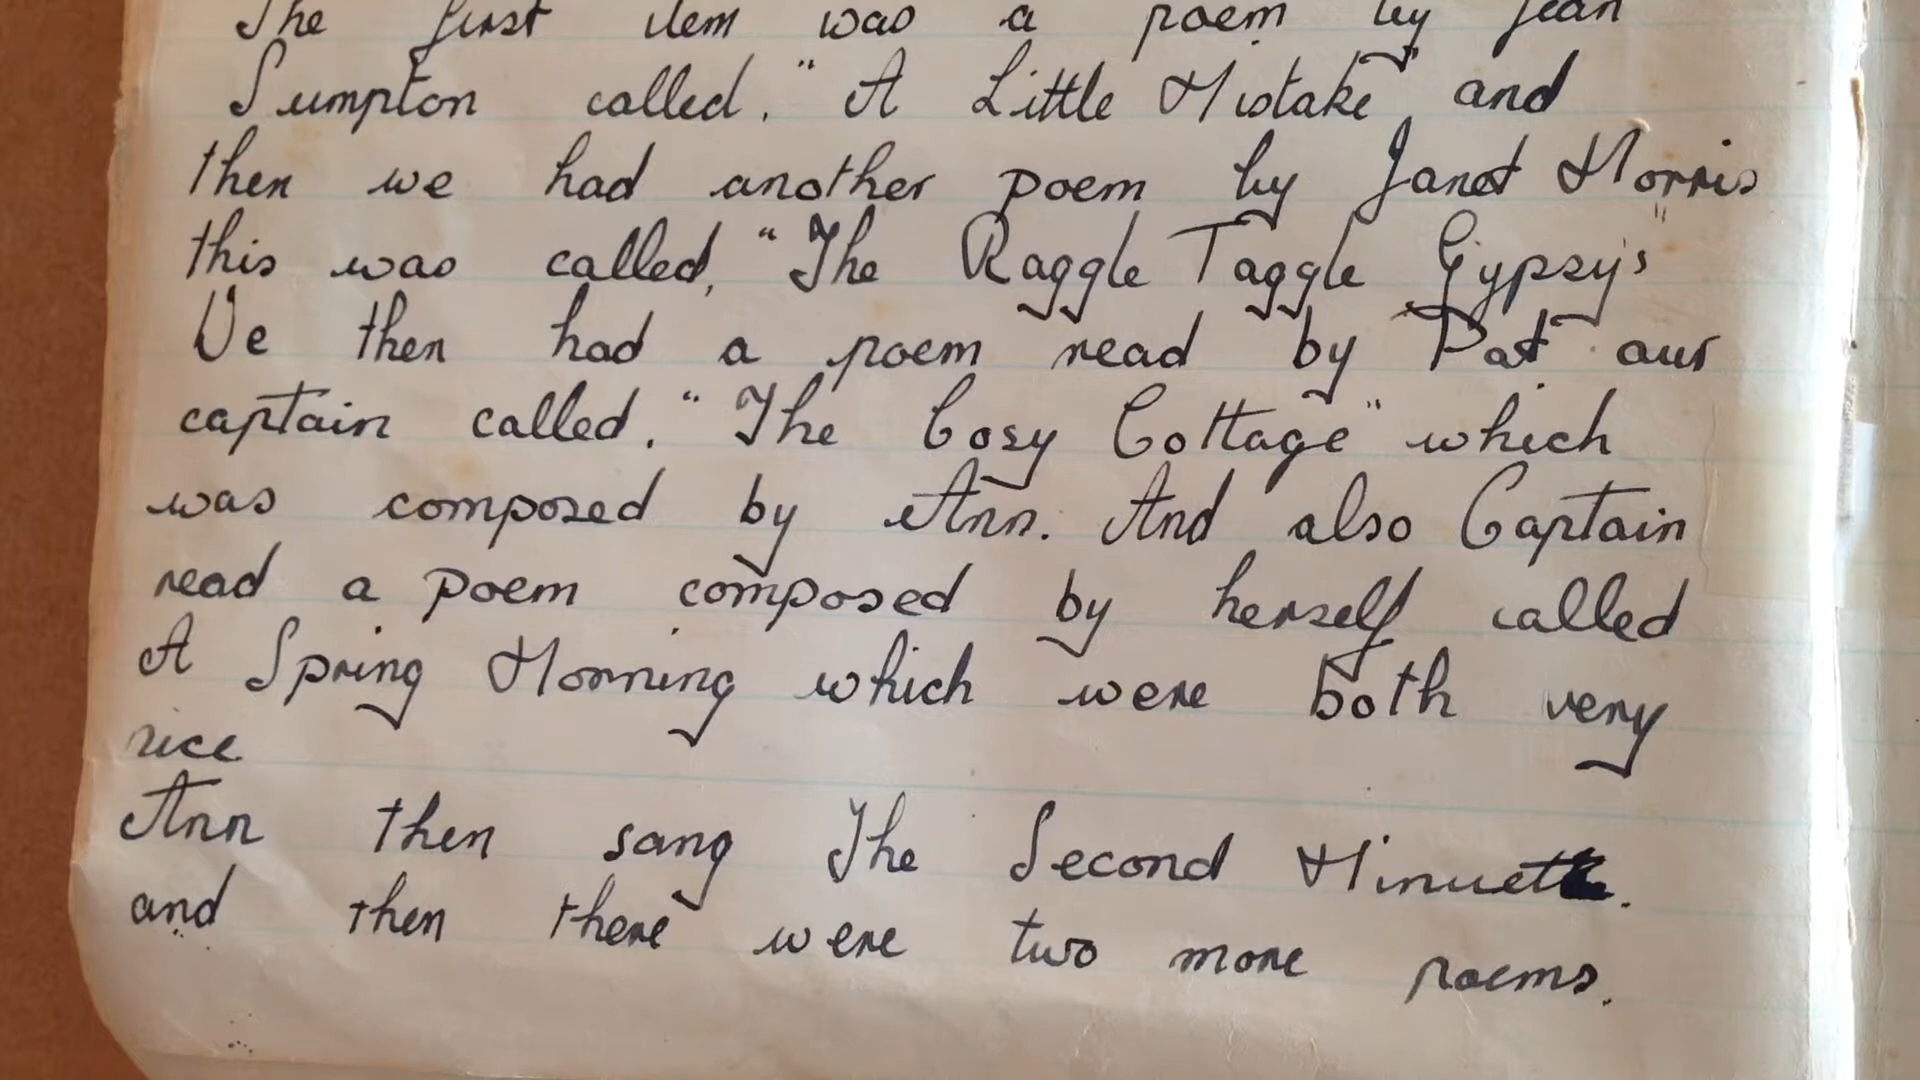 The first item was a poem by Jean
Sumpton called, "A Little Mistake" and
then we had another poem by Janet Morris
this was called, "The Raggle Taggle Gypsy's"
We then had a poem read by Pat our
captain called, "The Cosy Cottage" which
was composed by Ann. And also Captain
read a poem composed by herself called
A Spring Morning which were both very
nice
Ann then sang The Second Minuet.
and then there were two more poems.